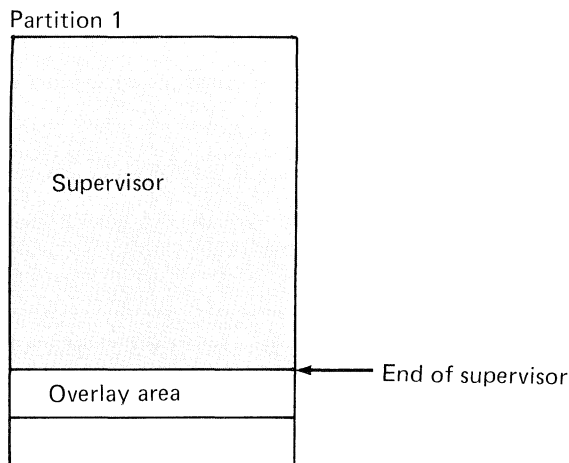 Partition 1
Supervisor
End of supervisor
Overlay area